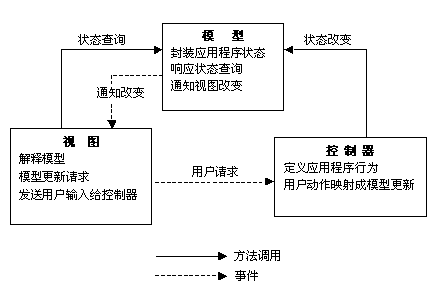 模 型
封装应用程序状态
响应状态查询
通知视图改变
状态查询
状态改变
通知改变
视 图
解释模型
模型更新请求
发送用户输入给控制器
用户请求
控制器
定义应用程序行为
用户动作映射成模型更新
方法调用
事件